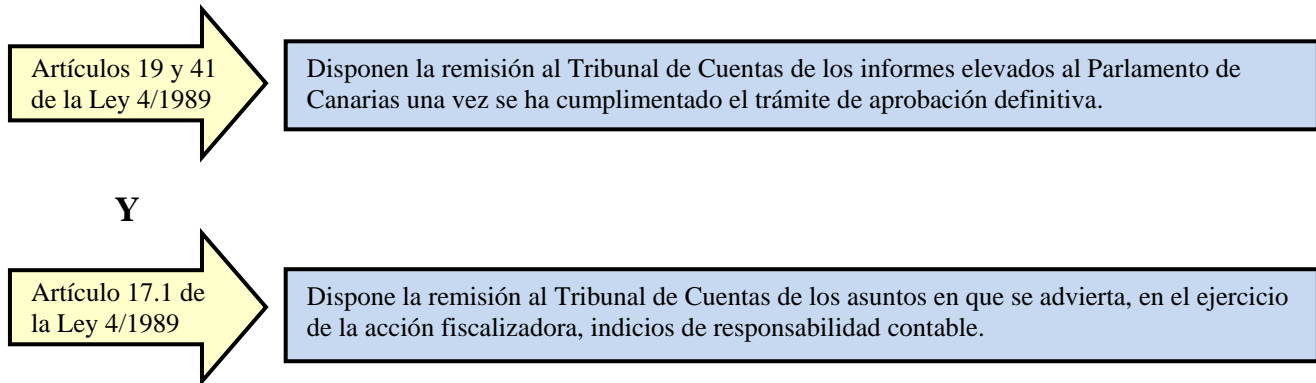 Artículos 19 y 41
de la Ley 4/1989
Disponen la remisión al Tribunal de Cuentas de los informes elevados al Parlamento de
Canarias una vez se ha cumplimentado el trámite de aprobación definitiva.
Y
Artículo 17.1 de
la Ley 4/1989
Dispone la remisión al Tribunal de Cuentas de los asuntos en que se advierta, en el ejercicio
de la acción fiscalizadora, indicios de responsabilidad contable.